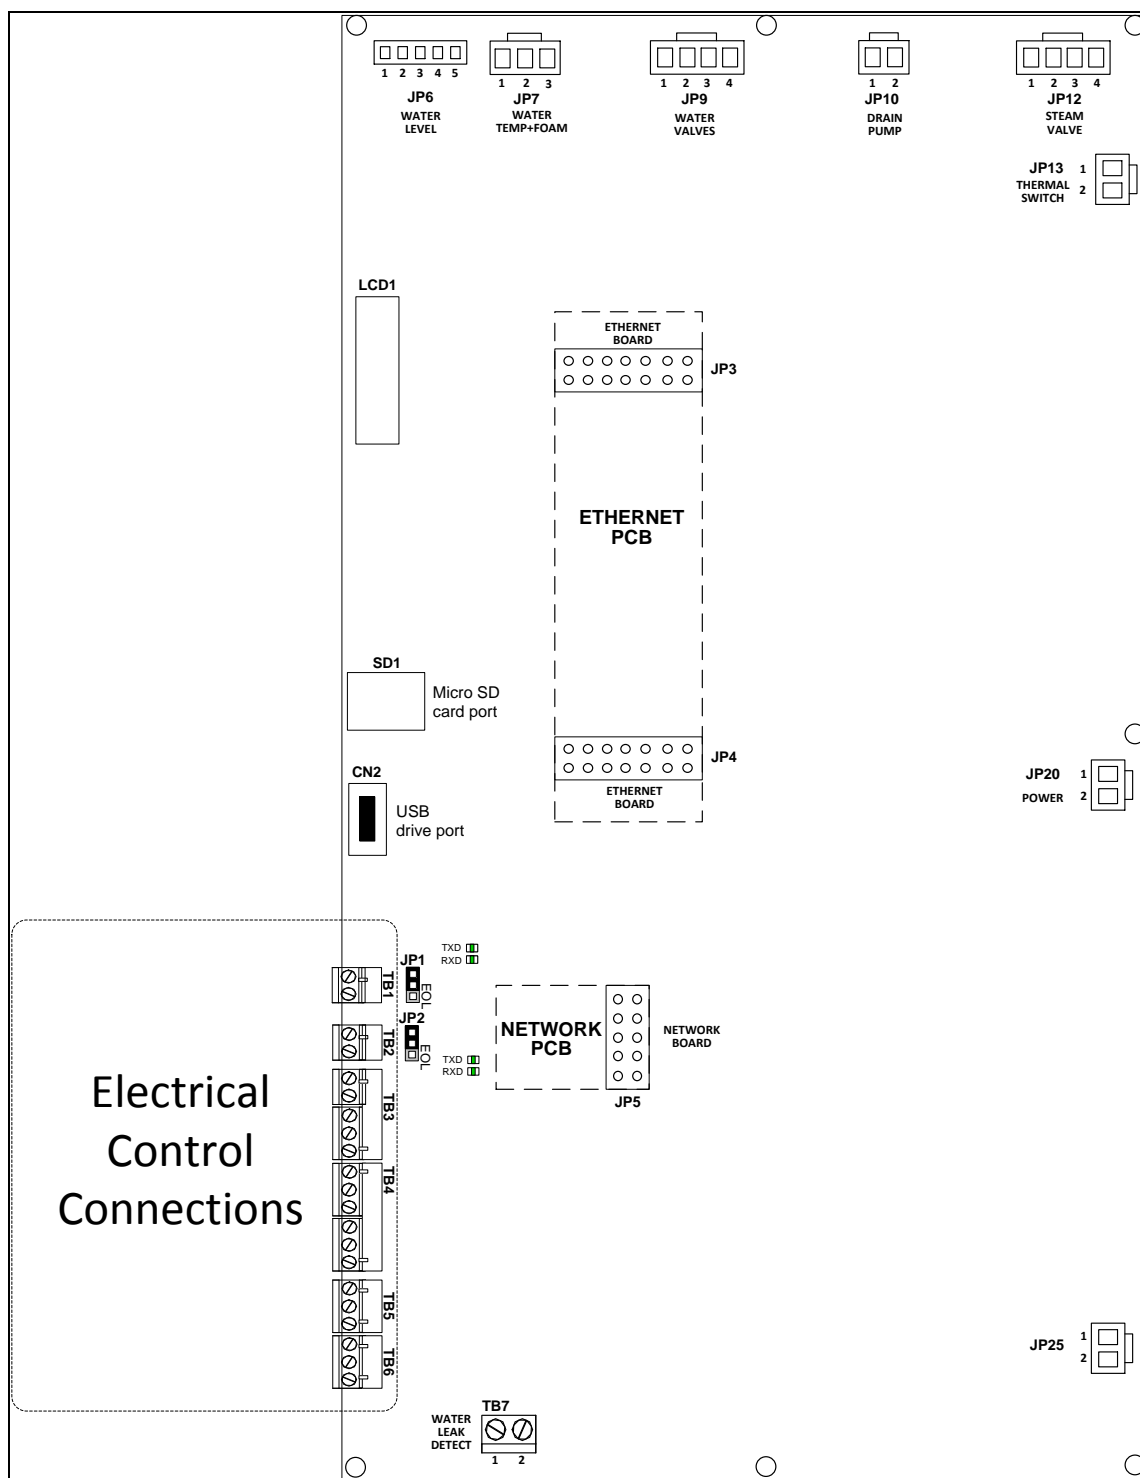 1 2 3 4 5
JP6
WATER
LEVEL
1 2 3
JP7
WATER
TEMP+FOAM
1 2 3 4
JP9
WATER
VALVES
1 2
JP10
DRAIN
PUMP
1 2 3 4
JP12
STEAM
VALVE
JP13 1
THERMAL 2
SWITCH
LCD1
ETHERNET
BOARD
JP3
ETHERNET
PCB
SD1
Micro SD
card port
JP4
ETHERNET
BOARD
CN2
USB
drive port
JP20 1
POWER 2
TXD
RXD
TB1
JP1
EOL
TB2
JP2
EOL
TXD
RXD
NETWORK
PCB
NETWORK
BOARD
JP5
Electrical
Control
Connections
TB3
TB4
TB5
TB6
JP25 1
2
TB7
WATER
LEAK
DETECT
1 2